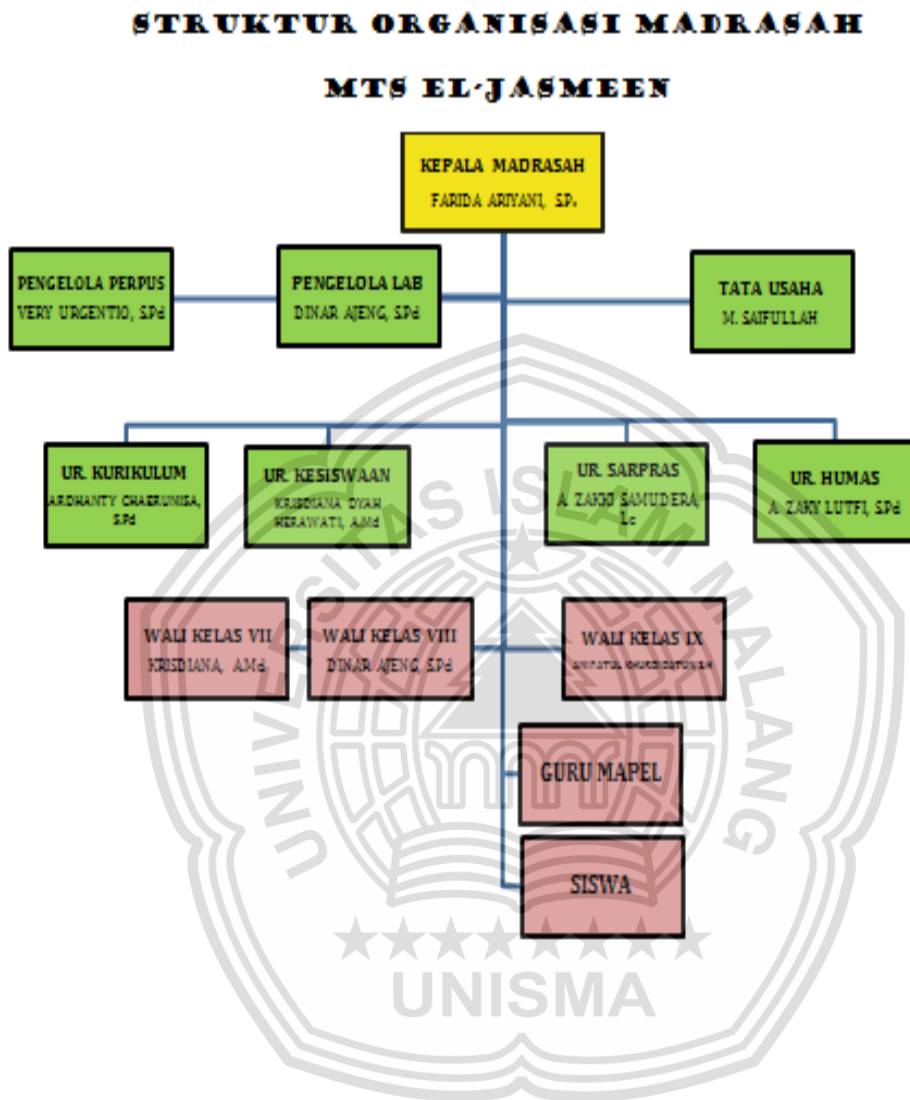 STRUKTUR ORGANISASI MADRASAH
MTS EL-JASMEEN
KEPALA MADRASAH
FARIDA ARIYANI, S.P.
PENGELOLA PERPUS
VERY URGENTIO, S.Pd
PENGELOLA LAB
DINAR AJENG, S.Pd
TATA USAHA
M. SAIFULLAH
UR. KURIKULUM
ARDHANTY CHAERUNISA,
S.Pd
UR. KESISWAAN
KRISDIANA DYAH
HERAWATI, A.Md
UR. SARPRAS
A. ZAKKI SAMUDERA,
Lc
UR. HUMAS
A. ZAKY LUTFI, S.Pd
WALI KELAS VII
KRISDIANA, A.Md.
WALI KELAS VIII
DINAR AJENG, S.Pd
WALI KELAS IX
GURU MAPEL
SISWA
UNIVERSITAS ISLAM MALANG
UNISMA